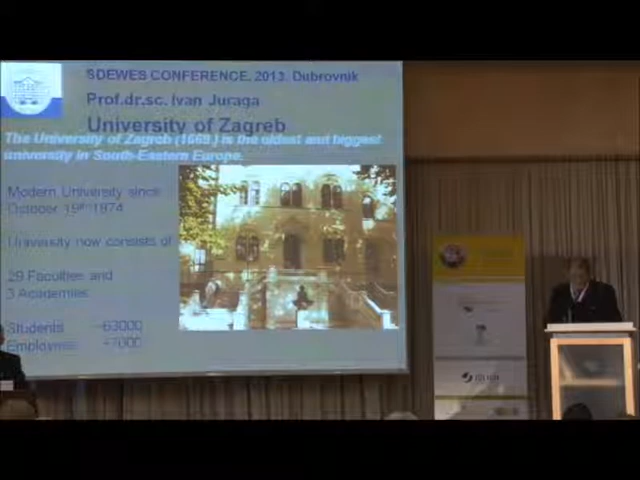 SDEWES CONFERENCE, 2013. Dubrovnik
Prof.dr.sc. Ivan Juraga
University of Zagreb
The University of Zagreb (1669.) is the oldest and biggest
university in South-Eastern Europe.
Modern University since
October 19th 1874
University now consists of
29 Faculties and
3 Academies.
Students ~63000
Employees ~7000